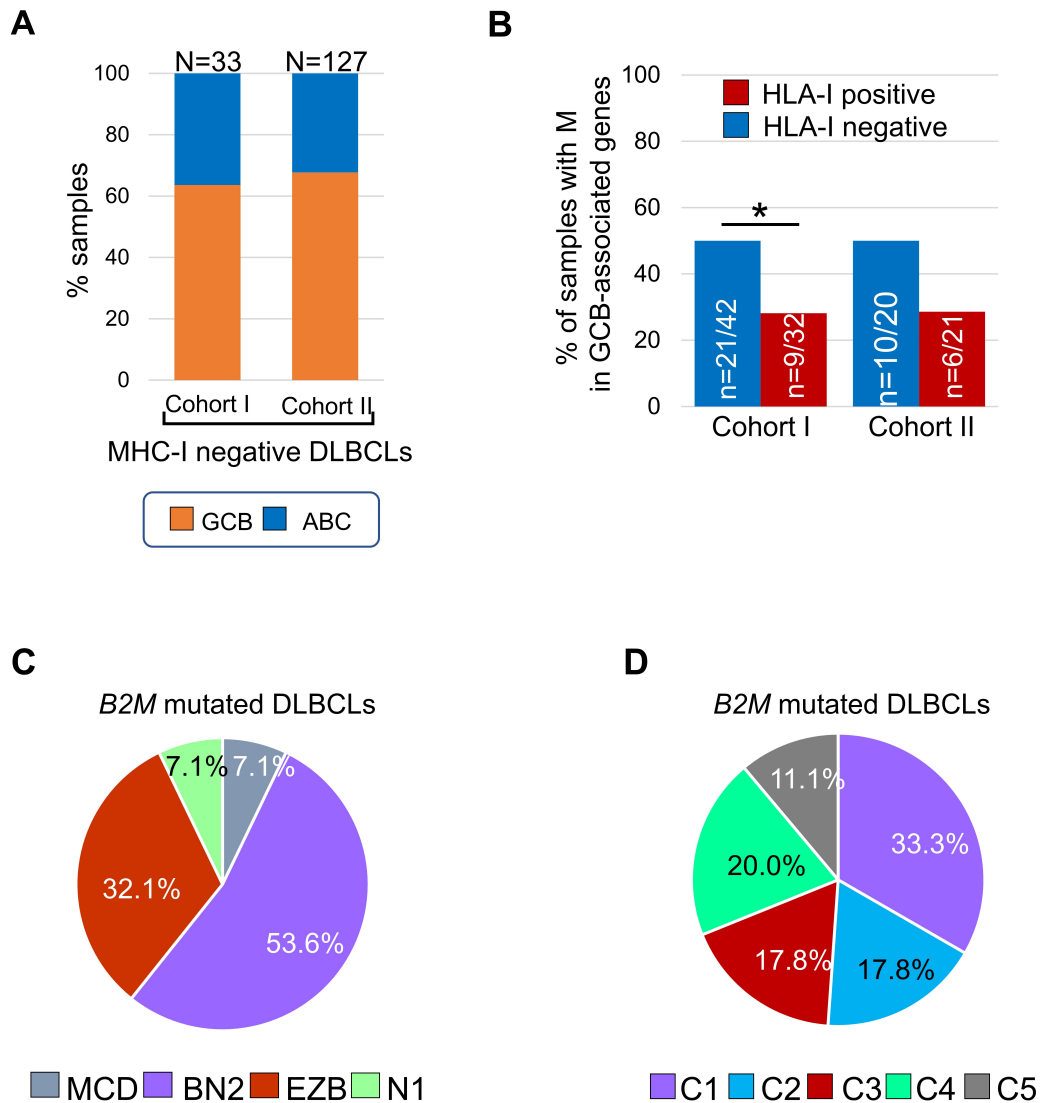 A
N=33 N=127
100
80
60
40
20
0
% samples
Cohort I Cohort II
MHC-I negative DLBCLs
GCB ABC
B
% of samples with M
in GCB-associated genes
100
80
60
40
20
0
HLA-I positive
HLA-I negative
*
n=21/42
n=9/32
n=10/20
n=6/21
Cohort I Cohort II
C
B2M mutated DLBCLs
7.1% 7.1%
32.1%
53.6%
MCD BN2 EZB N1
D
B2M mutated DLBCLs
11.1%
33.3%
20.0%
17.8% 17.8%
C1 C2 C3 C4 C5